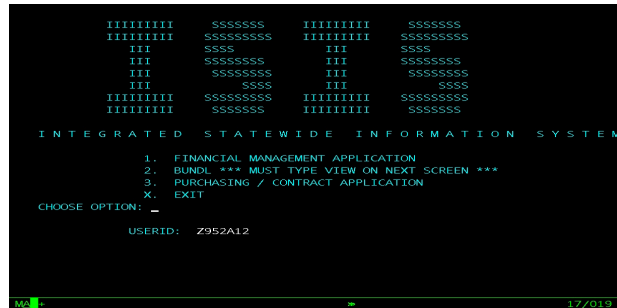 IIIIIIIII SSSSSSS IIIIIIIII SSSSSSS
IIIIIIIII SSSSSSSSS IIIIIIIII SSSSSSSSS
III SSSS III SSSS
III SSSSSSSS III SSSSSSSS
III SSSSSSSS III SSSSSSSS
III SSSS III SSSS
IIIIIIIII SSSSSSSSS IIIIIIIII SSSSSSSSS
IIIIIIIII SSSSSSS IIIIIIIII SSSSSSS
I N T E G R A T E D S T A T E W I D E I N F O R M A T I O N S Y S T E M
1. FINANCIAL MANAGEMENT APPLICATION
2. BUNDL *** MUST TYPE VIEW ON NEXT SCREEN ***
3. PURCHASING / CONTRACT APPLICATION
X. EXIT
CHOOSE OPTION: _
USERID: Z952A12
MA + 17/019